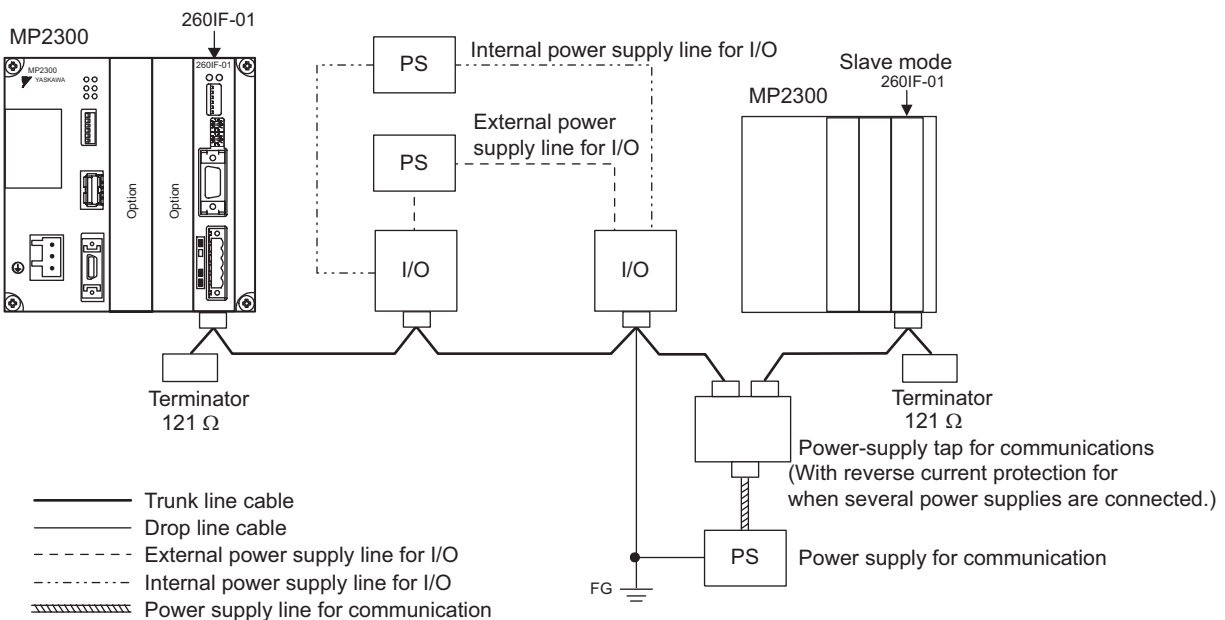 260IF-01
MP2300
MP2300
YASKAWA
260IF-01
Option
Option
PS
Internal power supply line for I/O
PS
External power
supply line for I/O
I/O
I/O
Slave mode
260IF-01
MP2300
Terminator
121 Ω
Terminator
121 Ω
Power-supply tap for communications
(With reverse current protection for
when several power supplies are connected.)
PS
Power supply for communication
FG
Trunk line cable
Drop line cable
External power supply line for I/O
Internal power supply line for I/O
Power supply line for communication